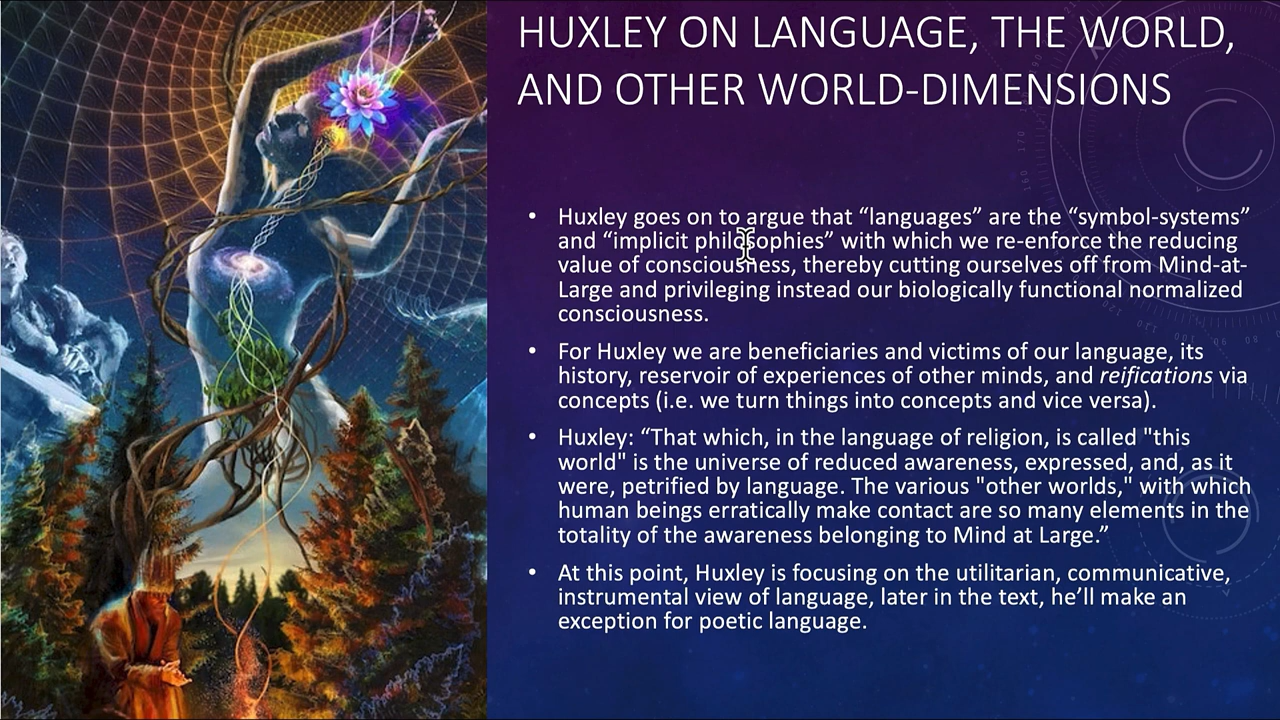 HUXLEY ON LANGUAGE, THE WORLD,
AND OTHER WORLD-DIMENSIONS
• Huxley goes on to argue that “languages” are the “symbol-systems”
and “implicit philosophies” with which we re-enforce the reducing
value of consciousness, thereby cutting ourselves off from Mind-at-
Large and privileging instead our biologically functional normalized
consciousness.
• For Huxley we are beneficiaries and victims of our language, its
history, reservoir of experiences of other minds, and reifications via
concepts (i.e. we turn things into concepts and vice versa).
• Huxley: “That which, in the language of religion, is called "this
world" is the universe of reduced awareness, expressed, and, as it
were, petrified by language. The various "other worlds," with which
human beings erratically make contact are so many elements in the
totality of the awareness belonging to Mind at Large.”
• At this point, Huxley is focusing on the utilitarian, communicative,
instrumental view of language, later in the text, he’ll make an
exception for poetic language.